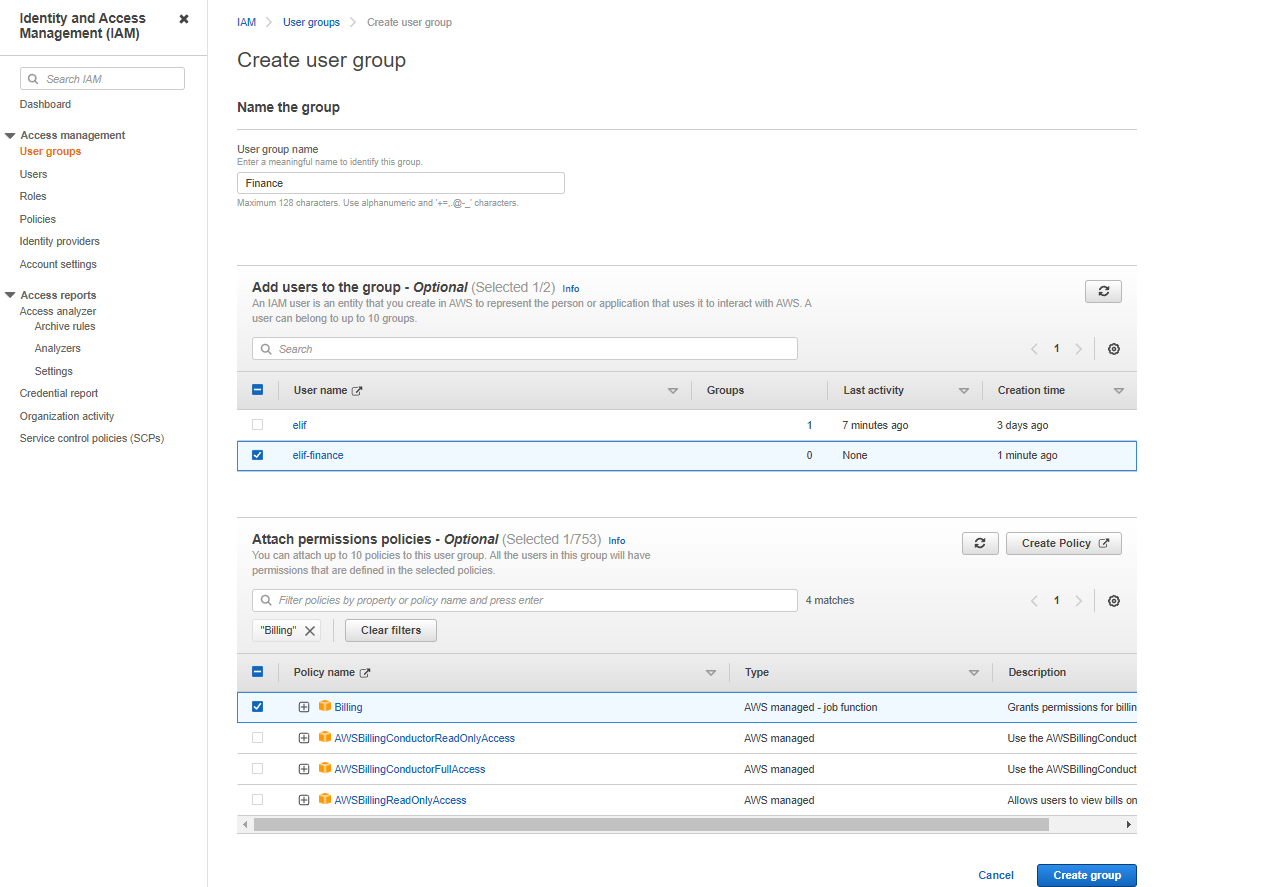 Identity and Access
Management (IAM)
Search IAM
Dashboard
Access management
User groups
Users
Roles
Policies
Identity providers
Account settings
Access reports
Access analyzer
Archive rules
Analyzers
Settings
Credential report
Organization activity
Service control policies (SCPs)
IAM User groups Create user group
Create user group
Name the group
User group name
Enter a meaningful name to identify this group.
Finance
Maximum 128 characters. Use alphanumeric and '+=,.@-_' characters.
Add users to the group - Optional (Selected 1/2) Info
An IAM user is an entity that you create in AWS to represent the person or application that uses it to interact with AWS. A
user can belong to up to 10 groups.
Search
1
User name Groups Last activity Creation time
elif 1 7 minutes ago 3 days ago
elif-finance 0 None 1 minute ago
Attach permissions policies - Optional (Selected 1/753) Info
You can attach up to 10 policies to this user group. All the users in this group will have
permissions that are defined in the selected policies.
Create Policy
Filter policies by property or policy name and press enter
4 matches
1
"Billing"
Clear filters
Policy name Type Description
Billing AWS managed - job function Grants permissions for billin
AWSBillingConductorReadOnlyAccess AWS managed Use the AWSBillingConduct
AWSBillingConductorFullAccess AWS managed Use the AWSBillingConduct
AWSBillingReadOnlyAccess AWS managed Allows users to view bills on
Cancel
Create group